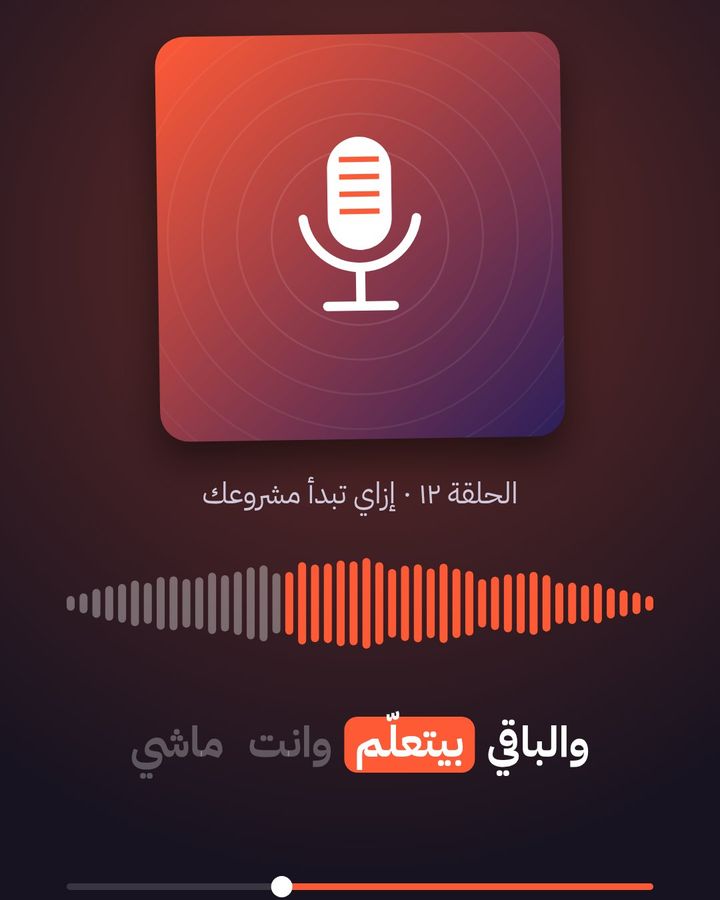 الحلقة ١٢ · إزاي تبدأ مشروعك
والباقي بيتعلّم وانت ماشي